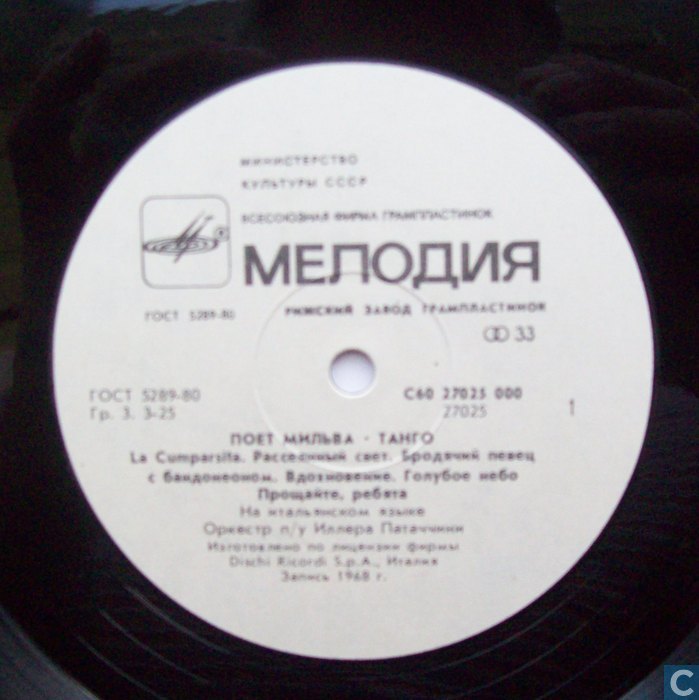 МИНИСТЕРСТВО
КУЛЬТУРЫ СССР
ВСЕСОЮЗНАЯ ФИРМА ГРАМПЛАСТИНОК
МЕЛОДИЯ
ГОСТ 5289-80 РИЖСКИЙ ЗАВОД ГРАМПЛАСТИНОК
33
ГОСТ 5289-80 С60 27025 000
Гр. 3. 3-25 27025 1
ПОЕТ МИЛЬВА · ТАНГО
La Cumparsita. Рассеянный свет. Бродячий певец
с бандонеоном. Вдохновение. Голубое небо
Прощайте, ребята
На итальянском языке
Оркестр п/у Иллера Патаччини
Изготовлено по лицензии фирмы
Dischi Ricordi S.p.A., Италия
Запись 1968 г.
C